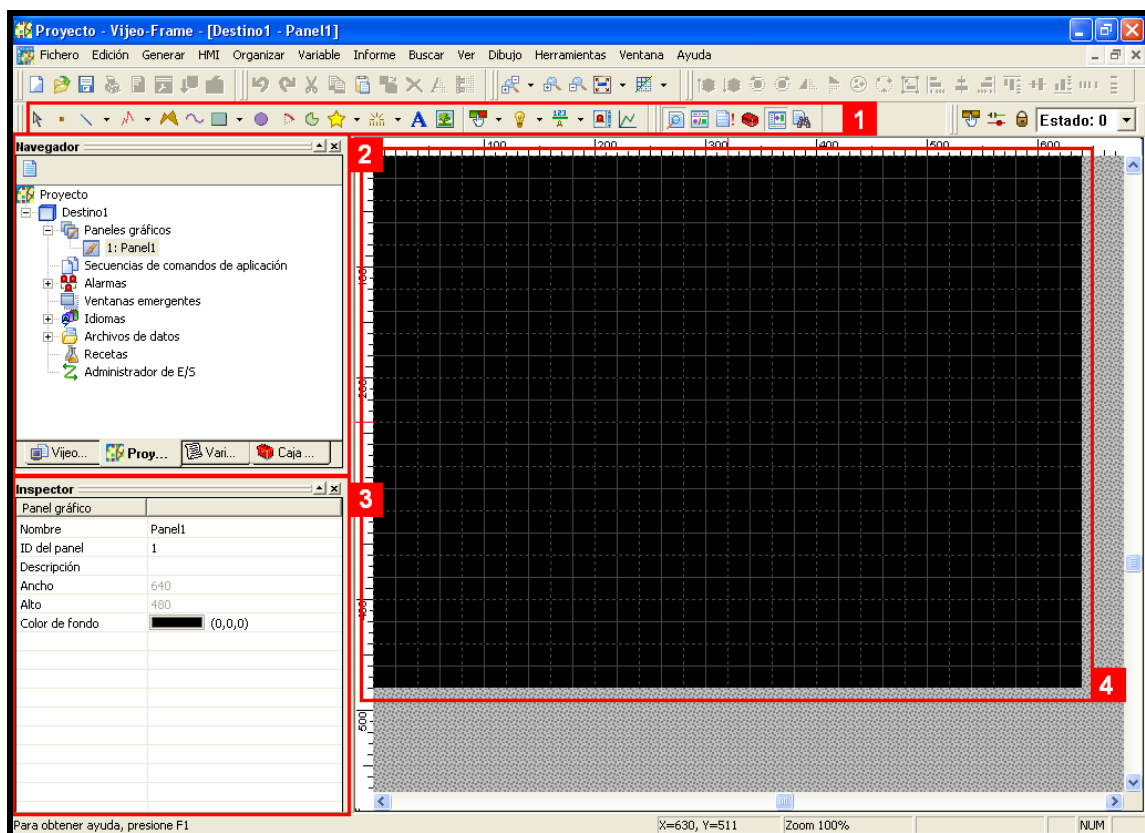 Proyecto - Vijeo-Frame - [Destino1 - Panel1]
Fichero Edición Generar HMI Organizar Variable Informe Buscar Ver Dibujo Herramientas Ventana Ayuda
1
Estado: 0
Navegador
2
100 200 300 400 500 600
Proyecto
Destino1
Paneles gráficos
1: Panel1
Secuencias de comandos de aplicación
Alarmas
Ventanas emergentes
Idiomas
Archivos de datos
Recetas
Administrador de E/S
Vijeo... Proy... Vari... Caja ...
100
200
400
500
Inspector
3
Panel gráfico
Nombre Panel1
ID del panel 1
Descripción
Ancho 640
Alto 480
Color de fondo (0,0,0)
4
Para obtener ayuda, presione F1 X=630, Y=511 Zoom 100% NUM